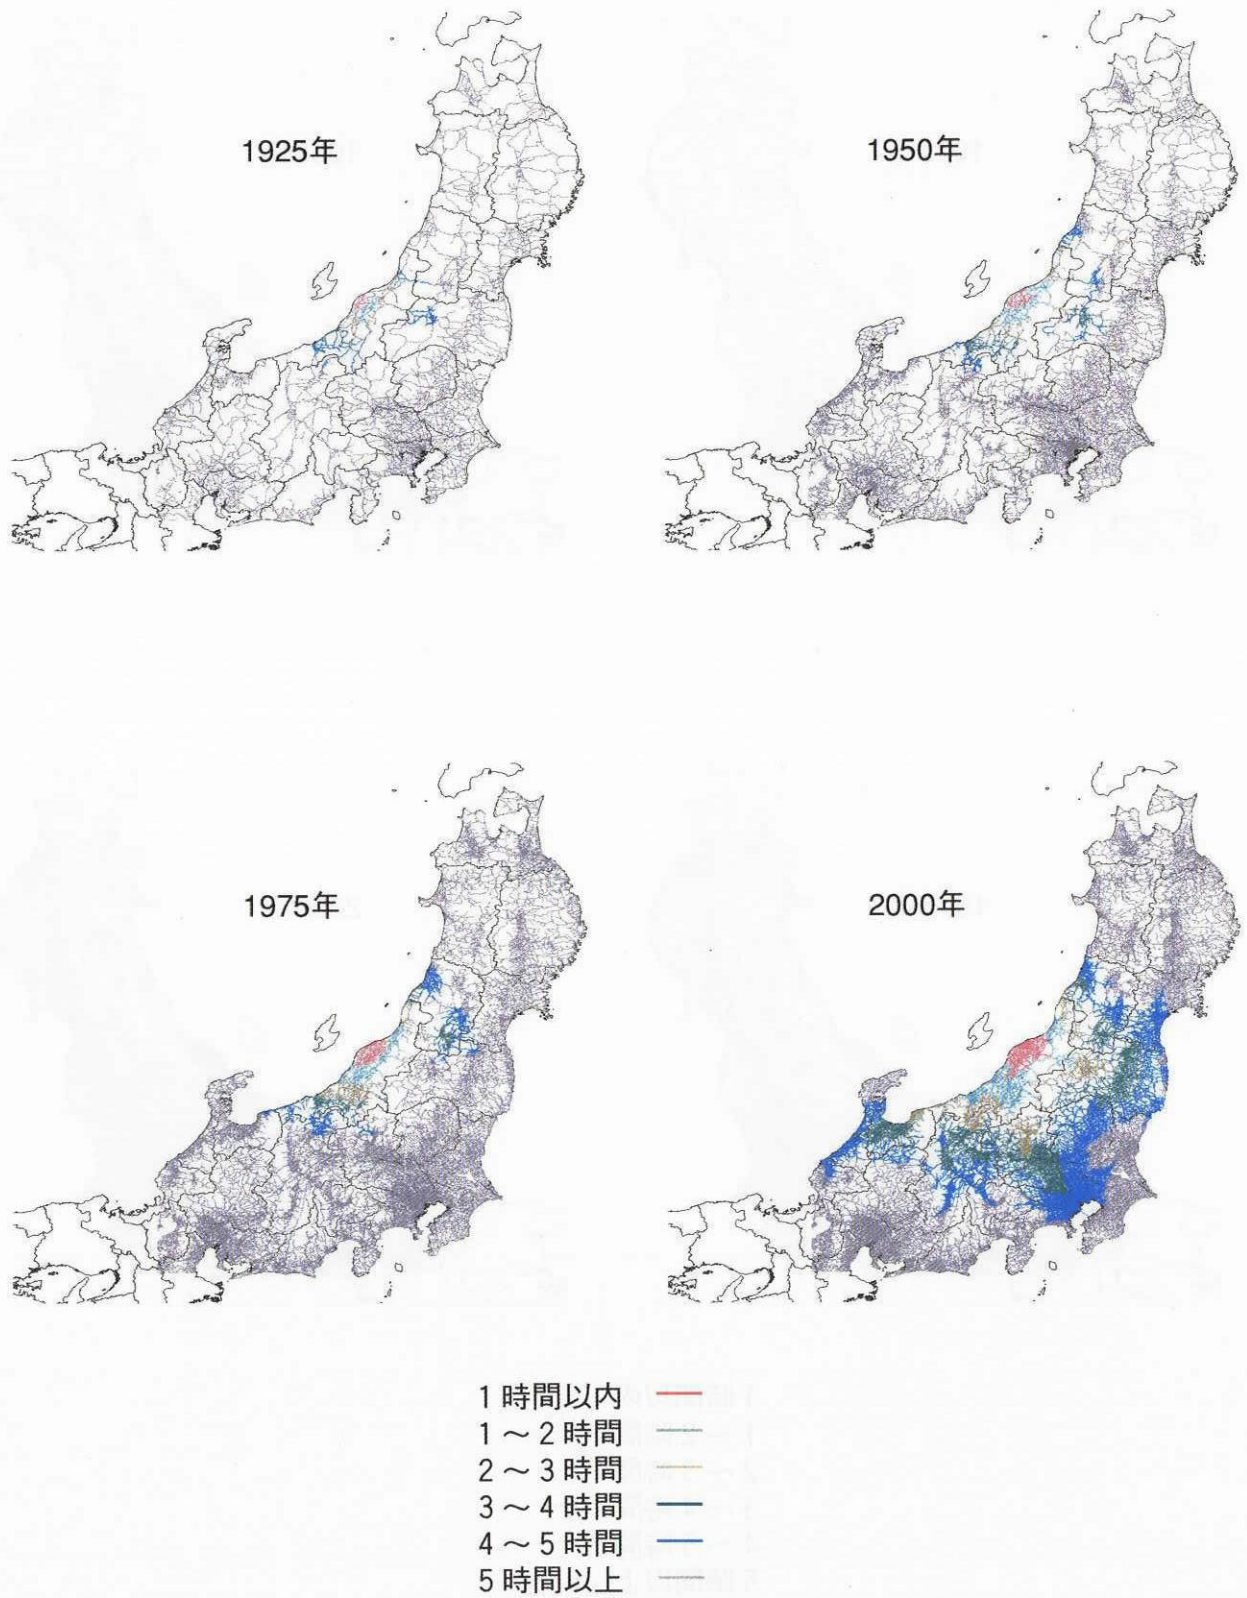 1925年
1950年
1975年
2000年
1時間以内
1～2時間
2～3時間
3～4時間
4～5時間
5時間以上